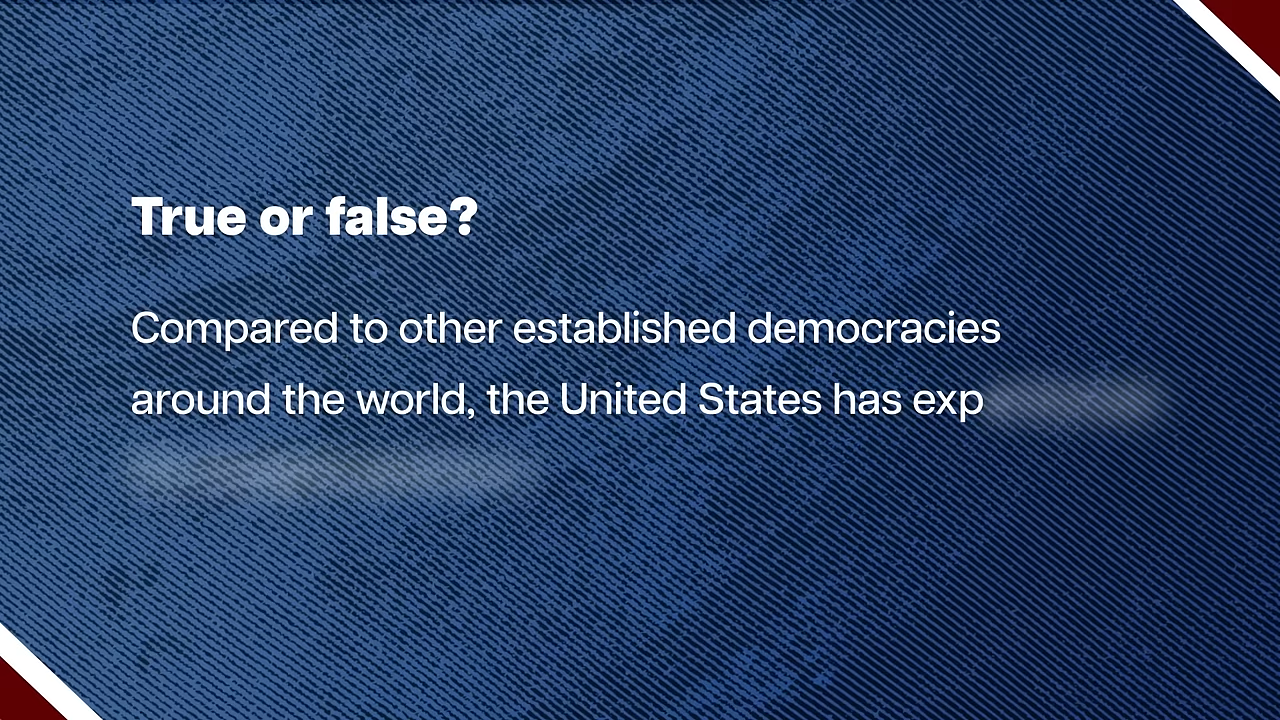 True or false?
Compared to other established democracies
around the world, the United States has exp